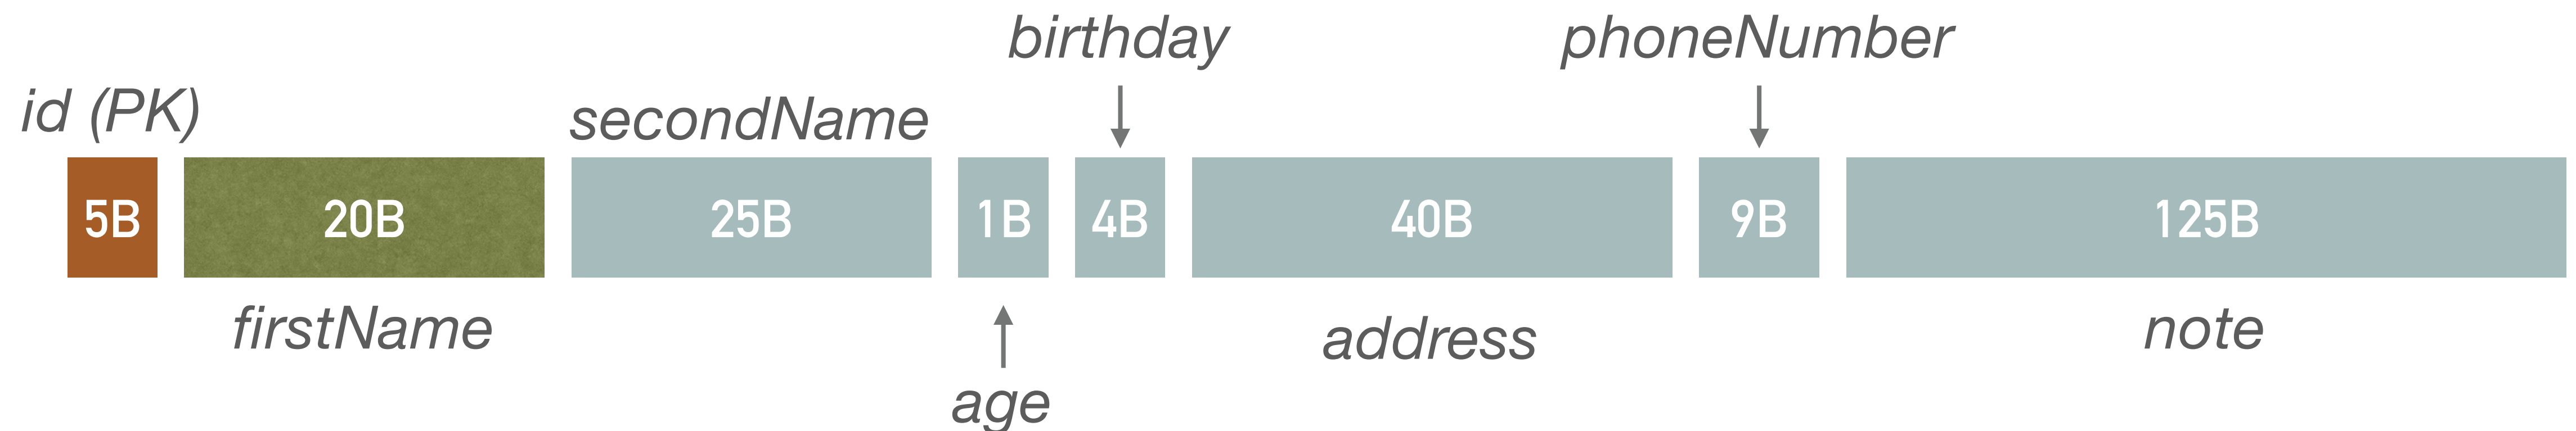 birthday
phoneNumber
id (PK)
secondName
5B
20B
25B
1B
4B
40B
9B
125B
firstName
address
note
age